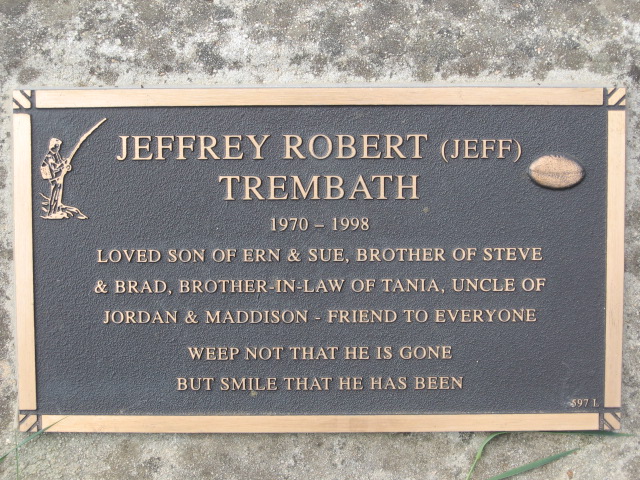 JEFFREY ROBERT (JEFF)
TREMBATH
1970 – 1998
LOVED SON OF ERN & SUE, BROTHER OF STEVE
& BRAD, BROTHER-IN-LAW OF TANIA, UNCLE OF
JORDAN & MADDISON - FRIEND TO EVERYONE
WEEP NOT THAT HE IS GONE
BUT SMILE THAT HE HAS BEEN
597 L